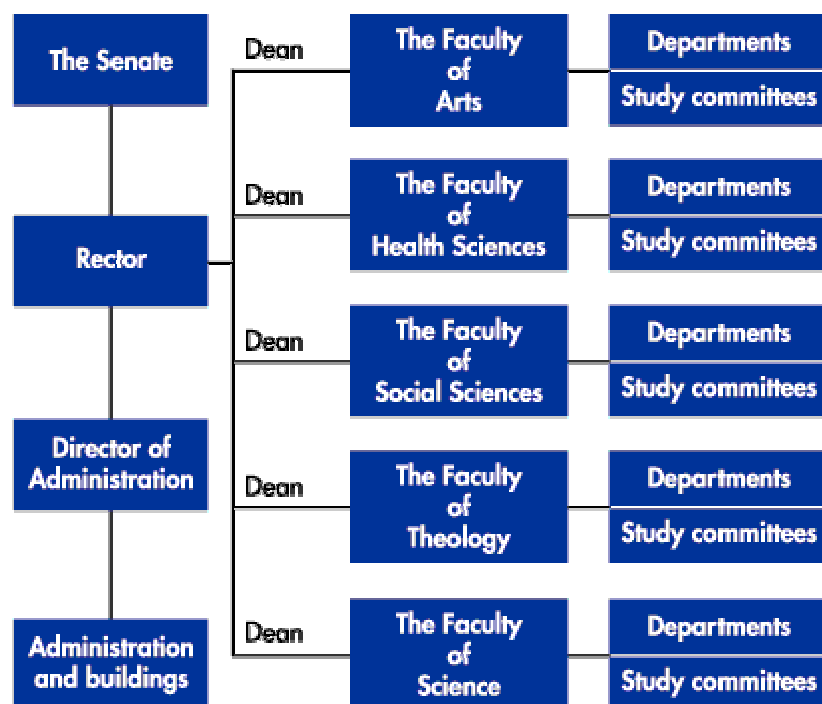 The Senate
Rector
Director of
Administration
Administration
and buildings
Dean
The Faculty
of
Arts
Departments
Study committees
Dean
The Faculty
of
Health Sciences
Departments
Study committees
Dean
The Faculty
of
Social Sciences
Departments
Study committees
Dean
The Faculty
of
Theology
Departments
Study committees
Dean
The Faculty
of
Science
Departments
Study committees